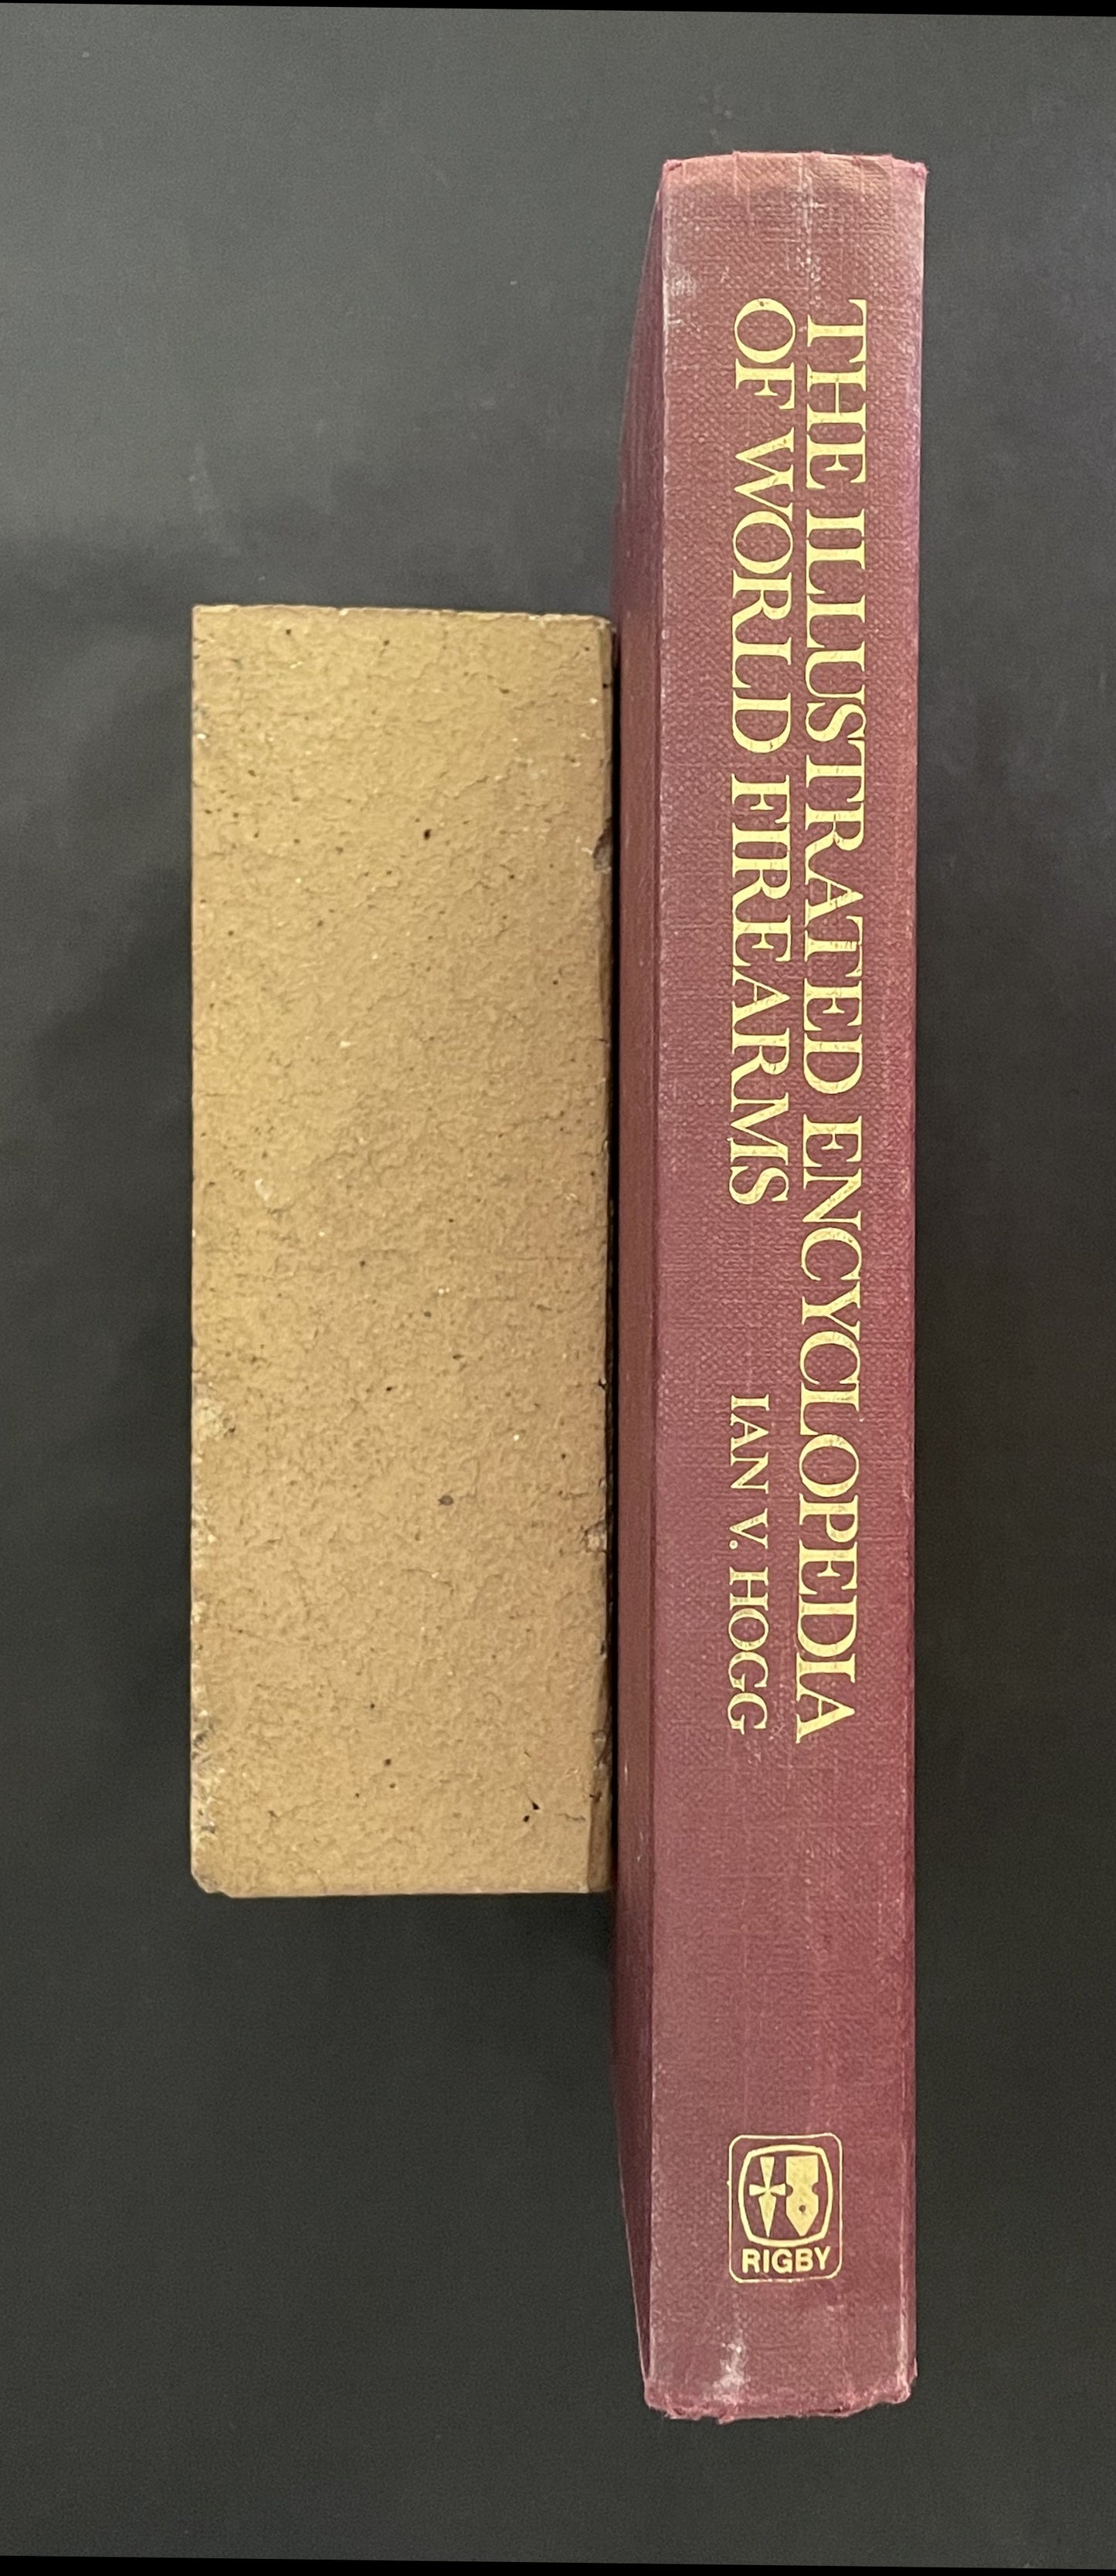 THE ILLUSTRATED ENCYCLOPEDIA
OF WORLD FIREARMS
IAN V. HOGG
RIGBY